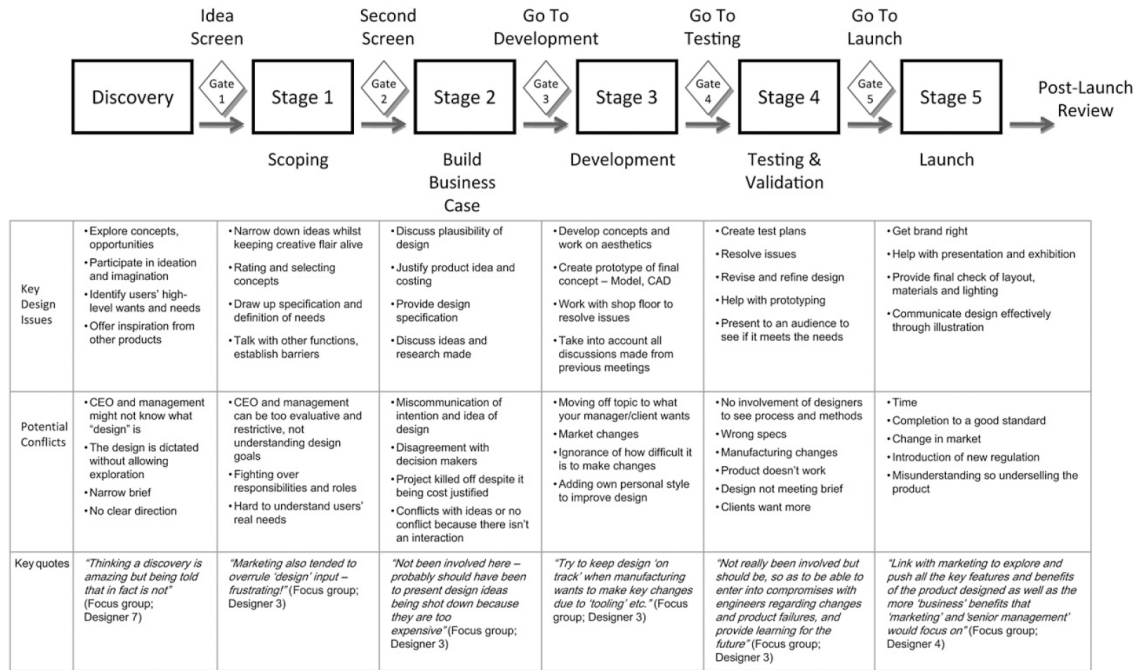 Idea
Screen
Second
Screen
Go To
Development
Go To
Testing
Go To
Launch
Discovery
Gate
1
Stage 1
Gate
2
Stage 2
Gate
3
Stage 3
Gate
4
Stage 4
Gate
5
Stage 5
Post-Launch
Review
Scoping
Build
Business
Case
Development
Testing &
Validation
Launch
Key
Design
Issues
• Explore concepts,
opportunities
• Participate in ideation
and imagination
• Identify users' high-
level wants and needs
• Offer inspiration from
other products
• Narrow down ideas whilst
keeping creative flair alive
• Rating and selecting
concepts
• Draw up specification and
definition of needs
• Talk with other functions,
establish barriers
• Discuss plausibility of
design
• Justify product idea and
costing
• Provide design
specification
• Discuss ideas and
research made
• Develop concepts and
work on aesthetics
• Create prototype of final
concept – Model, CAD
• Work with shop floor to
resolve issues
• Take into account all
discussions made from
previous meetings
• Create test plans
• Resolve issues
• Revise and refine design
• Help with prototyping
• Present to an audience to
see if it meets the needs
• Get brand right
• Help with presentation and exhibition
• Provide final check of layout,
materials and lighting
• Communicate design effectively
through illustration
Potential
Conflicts
• CEO and management
might not know what
"design" is
• The design is dictated
without allowing
exploration
• Narrow brief
• No clear direction
• CEO and management
can be too evaluative and
restrictive, not
understanding design
goals
• Fighting over
responsibilities and roles
• Hard to understand users'
real needs
• Miscommunication of
intention and idea of
design
• Disagreement with
decision makers
• Project killed off despite it
being cost justified
• Conflicts with ideas or no
conflict because there isn't
an interaction
• Moving off topic to what
your manager/client wants
• Market changes
• Ignorance of how difficult it
is to make changes
• Adding own personal style
to improve design
• No involvement of designers
to see process and methods
• Wrong specs
• Manufacturing changes
• Product doesn't work
• Design not meeting brief
• Clients want more
• Time
• Completion to a good standard
• Change in market
• Introduction of new regulation
• Misunderstanding so underselling the
product
Key quotes
"Thinking a discovery is
amazing but being told
that in fact is not"
(Focus group;
Designer 7)
"Marketing also tended to
overrule 'design' input –
frustrating!" (Focus group;
Designer 3)
"Not been involved here –
probably should have been
to present design ideas
being shot down because
they are too
expensive" (Focus group;
Designer 3)
"Try to keep design 'on
track' when manufacturing
wants to make key changes
due to 'tooling' etc." (Focus
group; Designer 3)
"Not really been involved but
should be, so as to be able to
enter into compromises with
engineers regarding changes
and product failures, and
provide learning for the
future" (Focus group;
Designer 3)
"Link with marketing to explore and
push all the key features and benefits
of the product designed as well as the
more 'business' benefits that
'marketing' and 'senior management'
would focus on" (Focus group;
Designer 4)